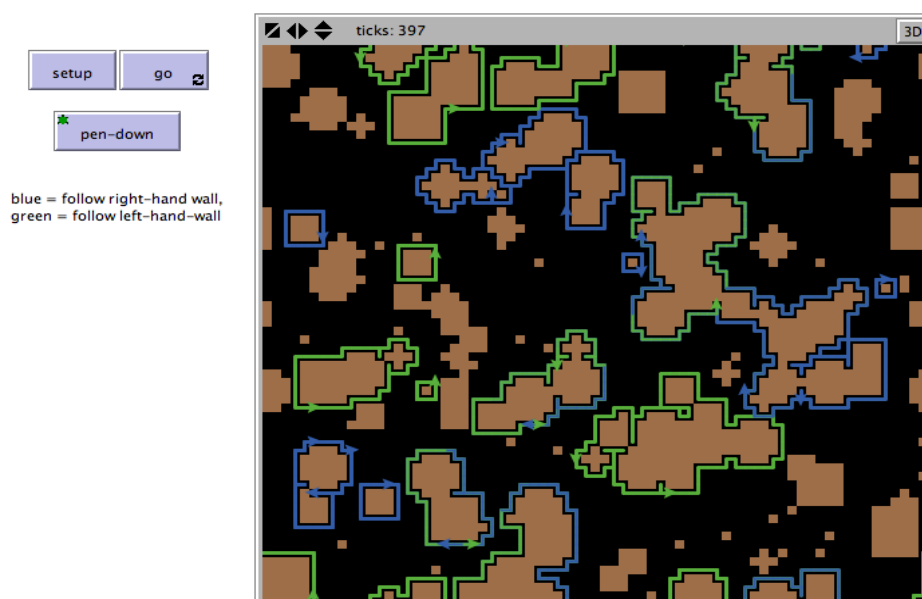 ticks: 397
3D
setup
go
pen-down
blue = follow right-hand wall,
green = follow left-hand-wall